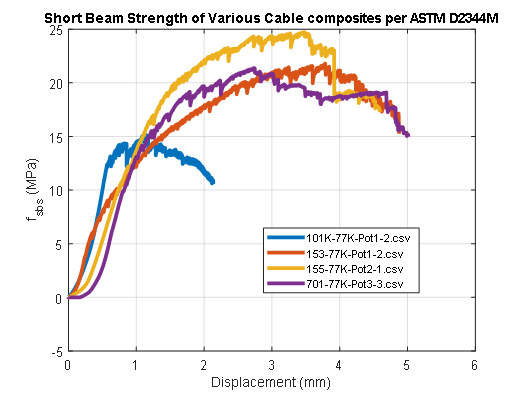 Short Beam Strength of Various Cable composites per ASTM D2344M
25
20
15
10
5
0
-5
f_sbs (MPa)
101K-77K-Pot1-2.csv
153-77K-Pot1-2.csv
155-77K-Pot2-1.csv
701-77K-Pot3-3.csv
0 1 2 3 4 5 6
Displacement (mm)